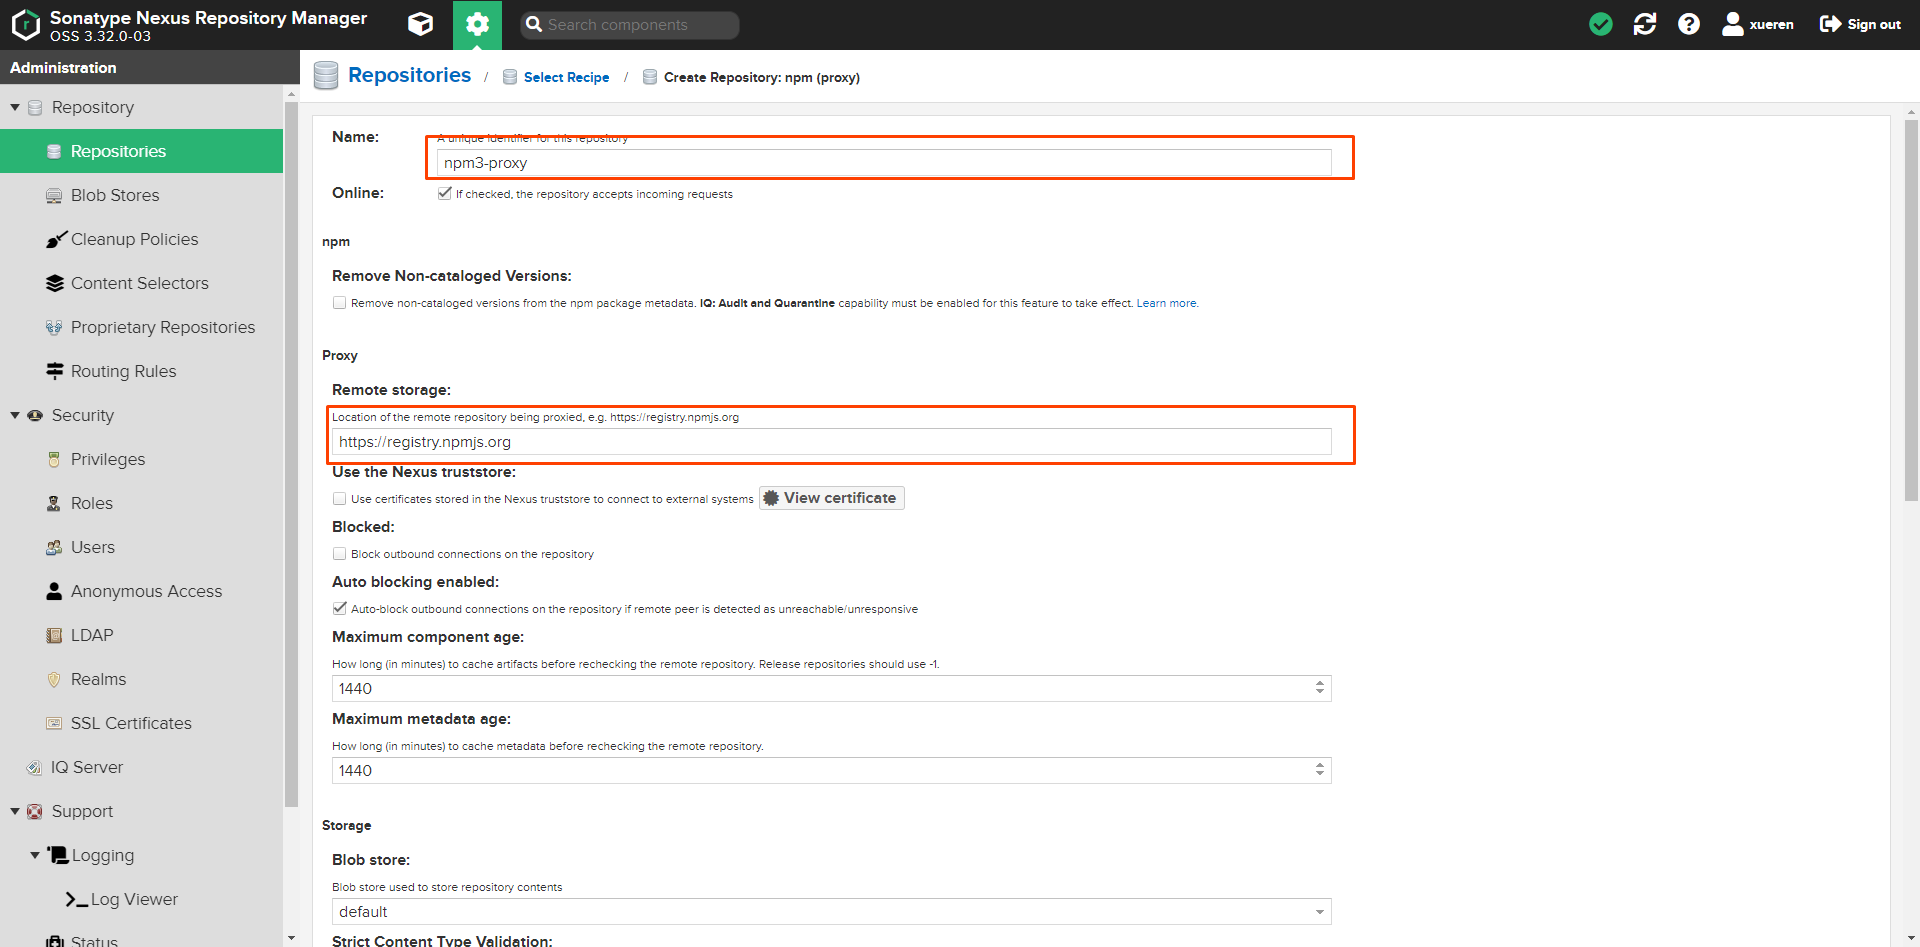 Sonatype Nexus Repository Manager
OSS 3.32.0-03
Search components
xueren
Sign out
Administration
Repository
Repositories
Blob Stores
Cleanup Policies
Content Selectors
Proprietary Repositories
Routing Rules
Security
Privileges
Roles
Users
Anonymous Access
LDAP
Realms
SSL Certificates
IQ Server
Support
Logging
Log Viewer
Status
Repositories / Select Recipe / Create Repository: npm (proxy)
Name:
A unique identifier for this repository
npm3-proxy
Online:
If checked, the repository accepts incoming requests
npm
Remove Non-cataloged Versions:
Remove non-cataloged versions from the npm package metadata. IQ: Audit and Quarantine capability must be enabled for this feature to take effect. Learn more.
Proxy
Remote storage:
Location of the remote repository being proxied, e.g. https://registry.npmjs.org
https://registry.npmjs.org
Use the Nexus truststore:
Use certificates stored in the Nexus truststore to connect to external systems
View certificate
Blocked:
Block outbound connections on the repository
Auto blocking enabled:
Auto-block outbound connections on the repository if remote peer is detected as unreachable/unresponsive
Maximum component age:
How long (in minutes) to cache artifacts before rechecking the remote repository. Release repositories should use -1.
1440
Maximum metadata age:
How long (in minutes) to cache metadata before rechecking the remote repository.
1440
Storage
Blob store:
Blob store used to store repository contents
default
Strict Content Type Validation: